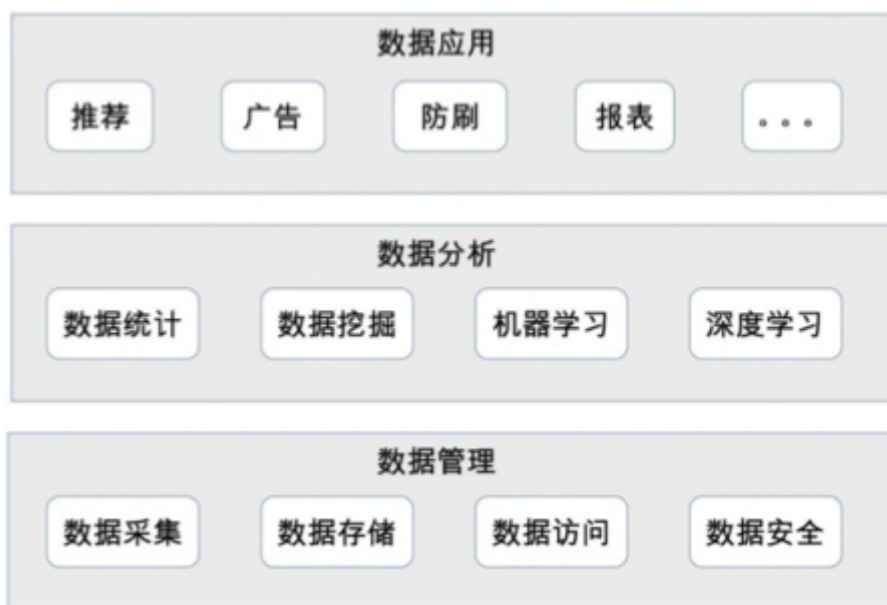 数据应用
推荐 广告 防刷 报表 。。。
数据分析
数据统计 数据挖掘 机器学习 深度学习
数据管理
数据采集 数据存储 数据访问 数据安全